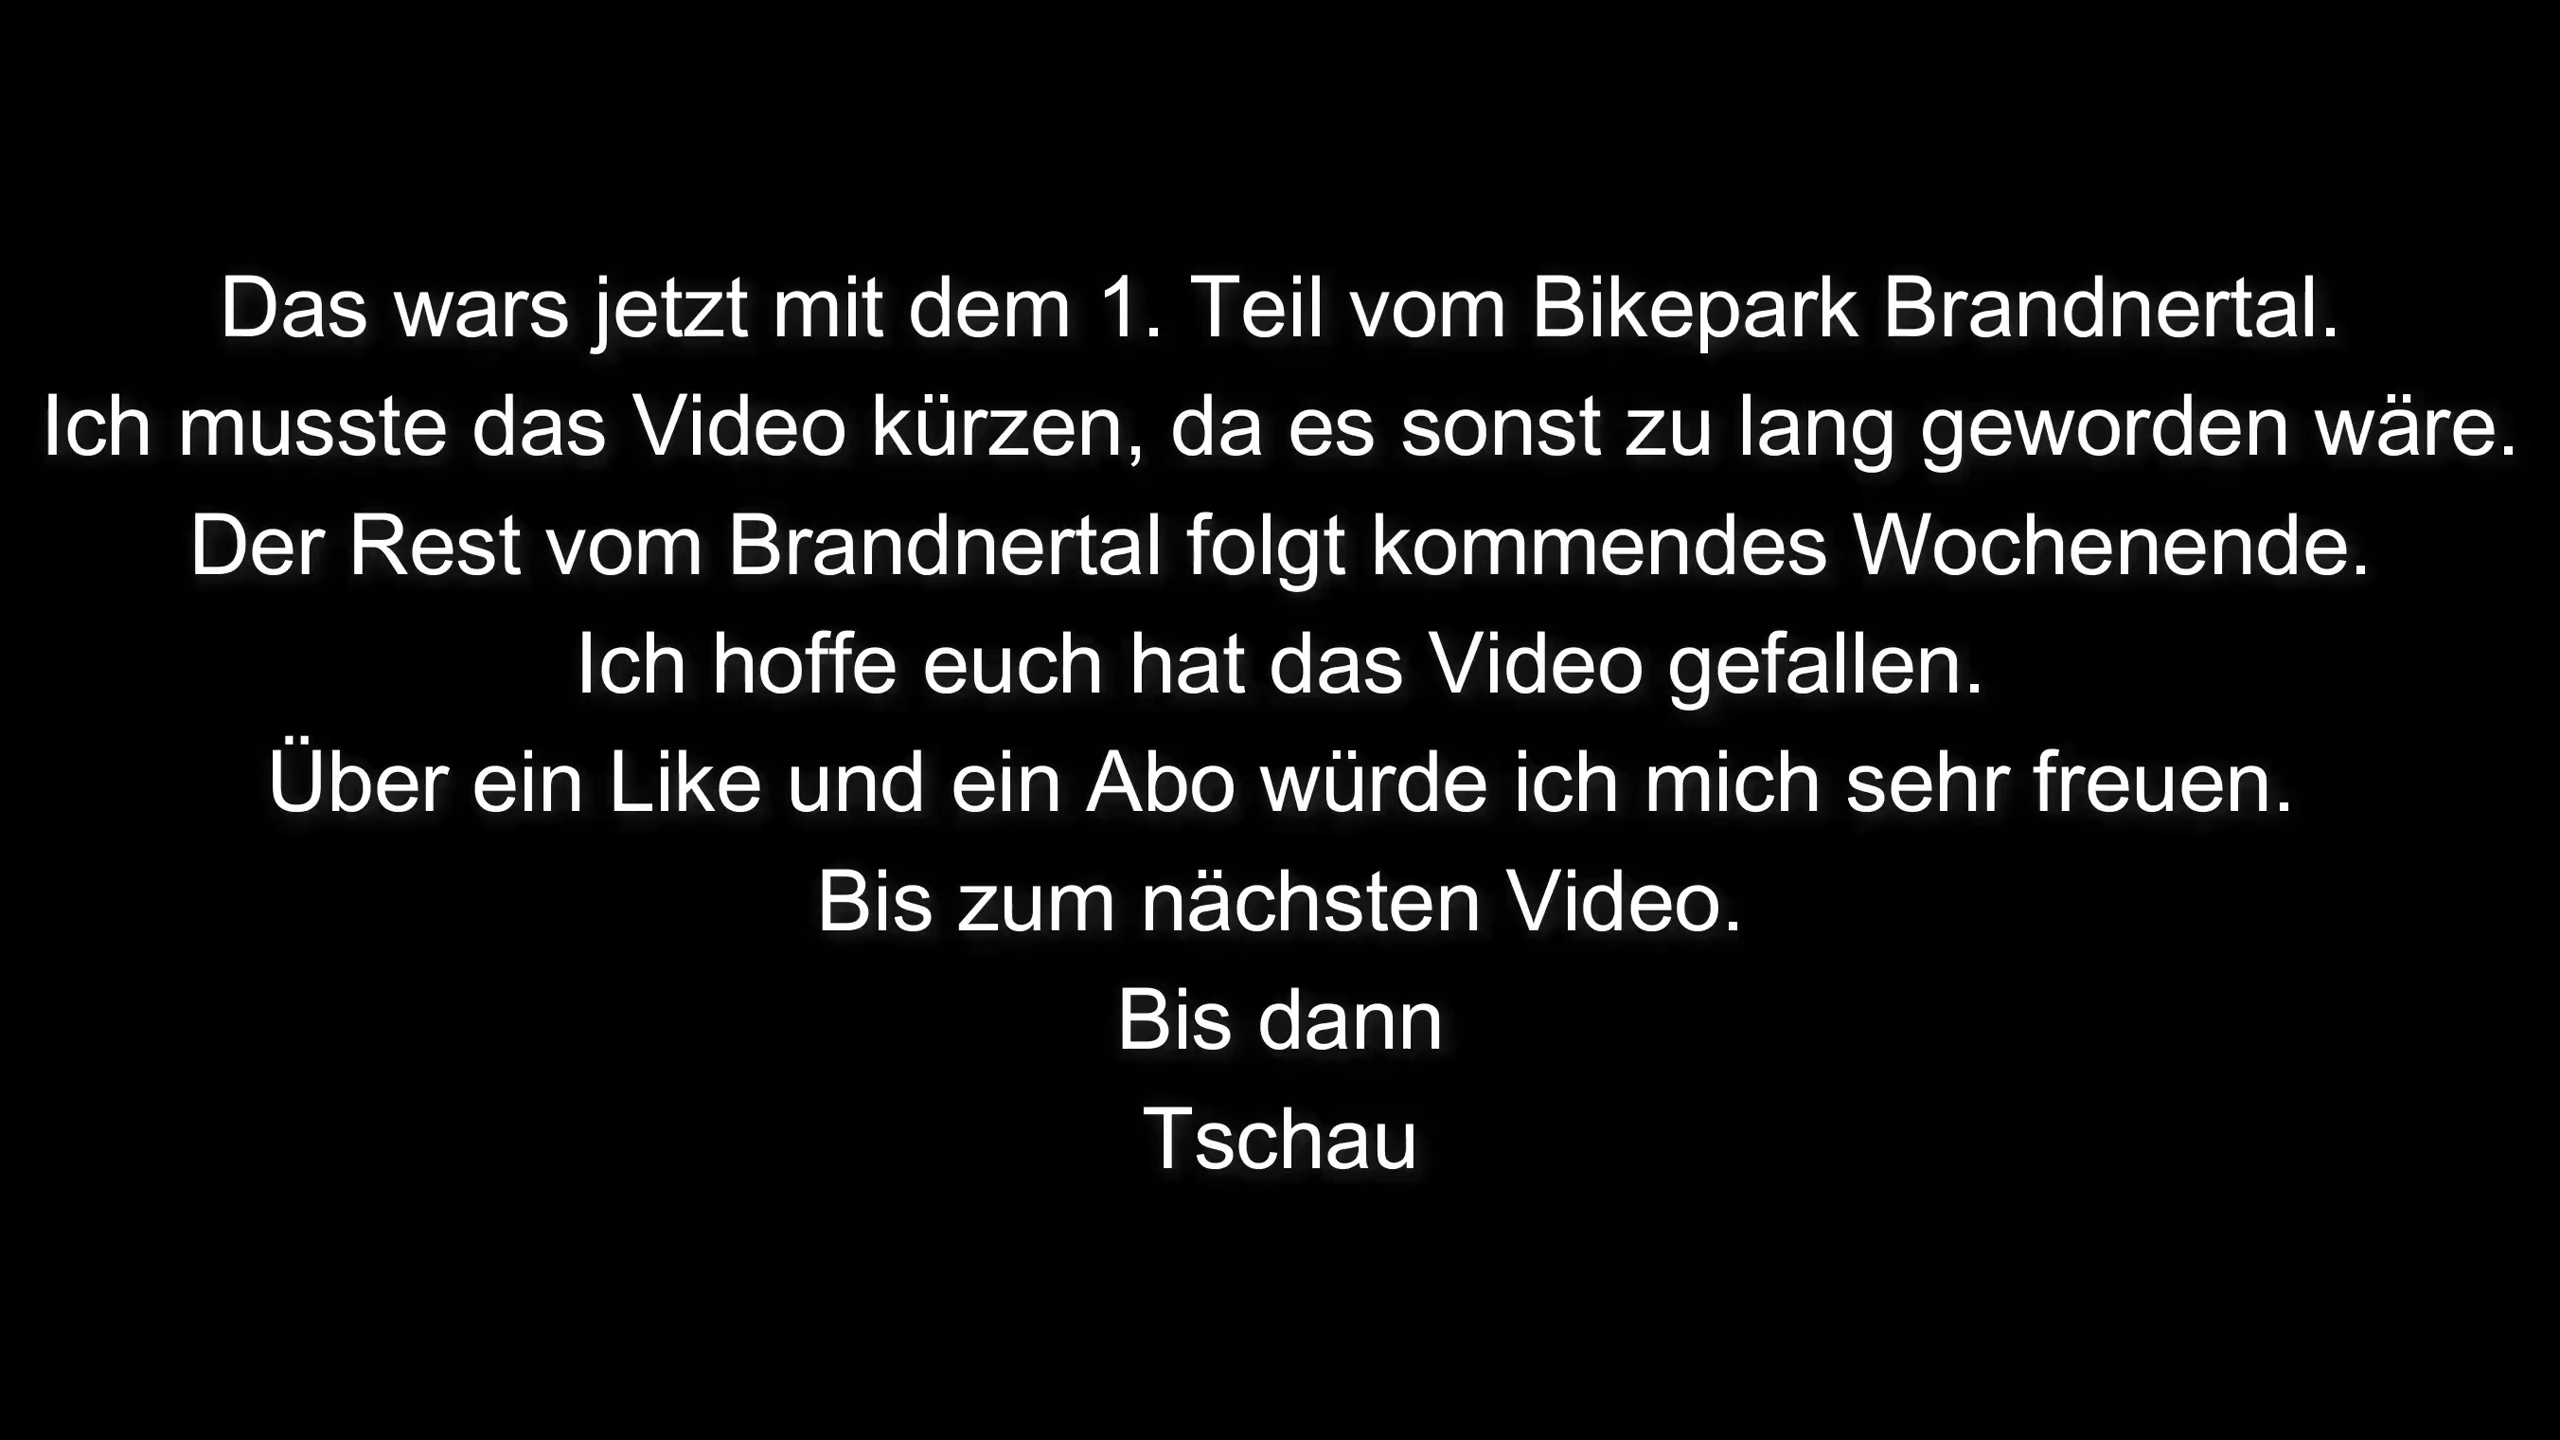 Das wars jetzt mit dem 1. Teil vom Bikepark Brandnertal.
Ich musste das Video kürzen, da es sonst zu lang geworden wäre.
Der Rest vom Brandnertal folgt kommendes Wochenende.
Ich hoffe euch hat das Video gefallen.
Über ein Like und ein Abo würde ich mich sehr freuen.
Bis zum nächsten Video.
Bis dann
Tschau